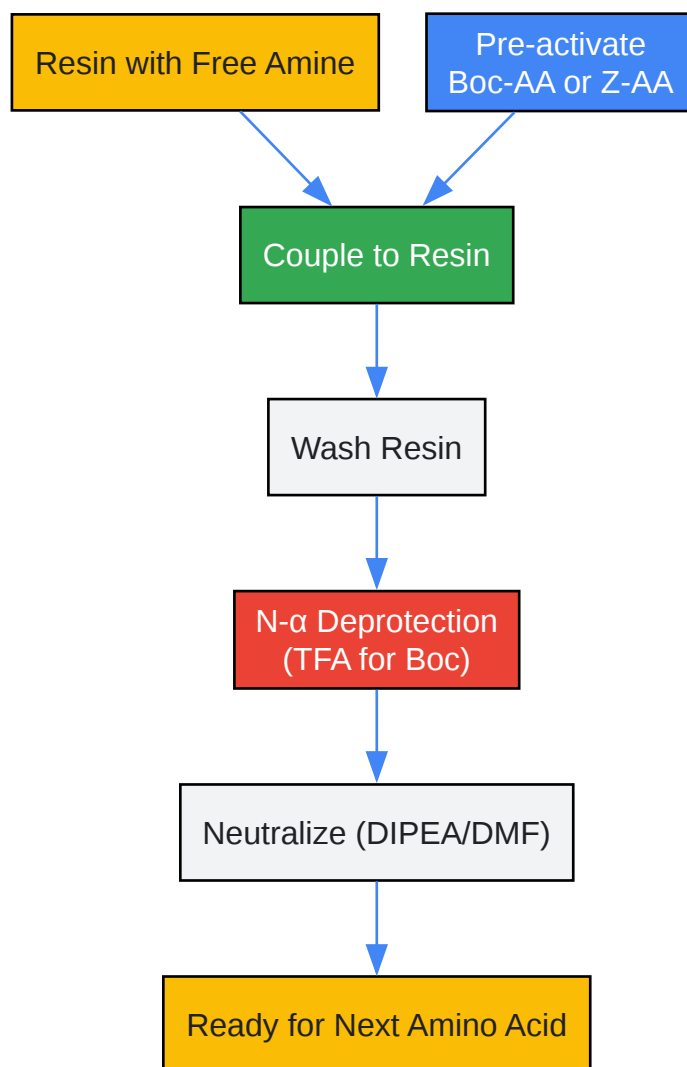 Resin with Free Amine
Pre-activate
Boc-AA or Z-AA
Couple to Resin
Wash Resin
N-α Deprotection
(TFA for Boc)
Neutralize (DIPEA/DMF)
Ready for Next Amino Acid